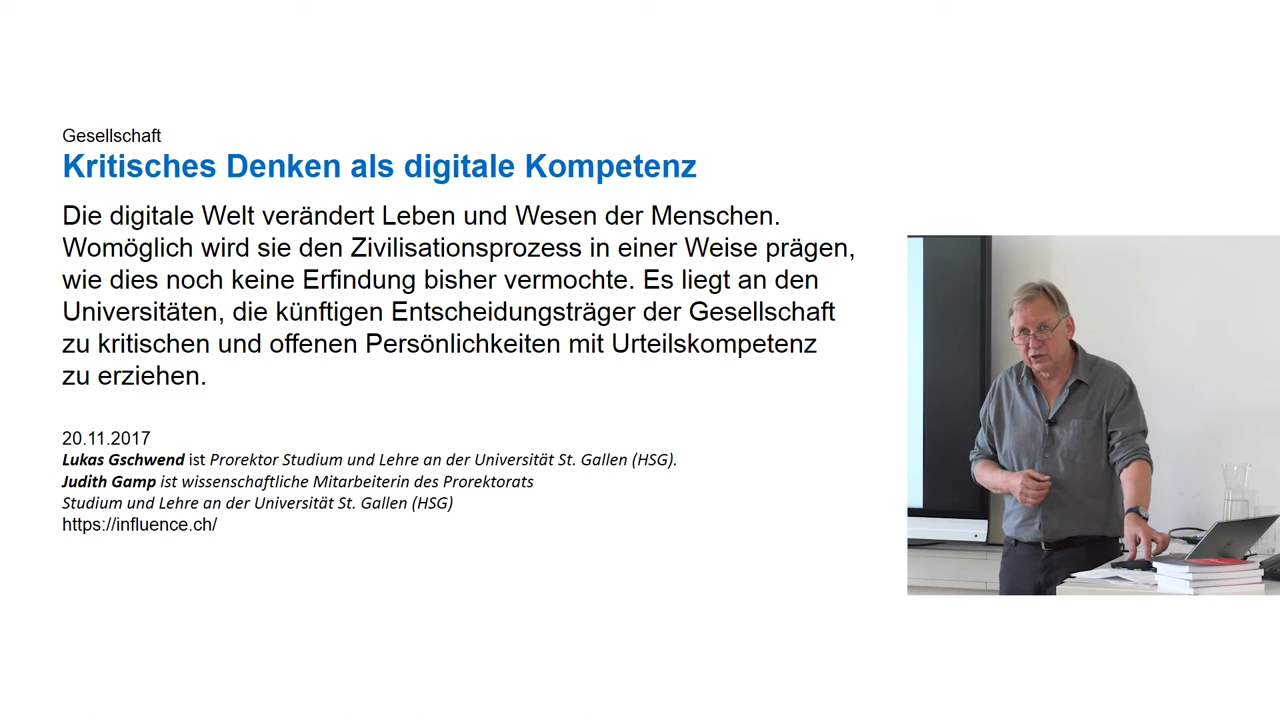 Gesellschaft
Kritisches Denken als digitale Kompetenz
Die digitale Welt verändert Leben und Wesen der Menschen.
Womöglich wird sie den Zivilisationsprozess in einer Weise prägen,
wie dies noch keine Erfindung bisher vermochte. Es liegt an den
Universitäten, die künftigen Entscheidungsträger der Gesellschaft
zu kritischen und offenen Persönlichkeiten mit Urteilskompetenz
zu erziehen.
20.11.2017
Lukas Gschwend ist Prorektor Studium und Lehre an der Universität St. Gallen (HSG).
Judith Gamp ist wissenschaftliche Mitarbeiterin des Prorektorats
Studium und Lehre an der Universität St. Gallen (HSG)
https://influence.ch/